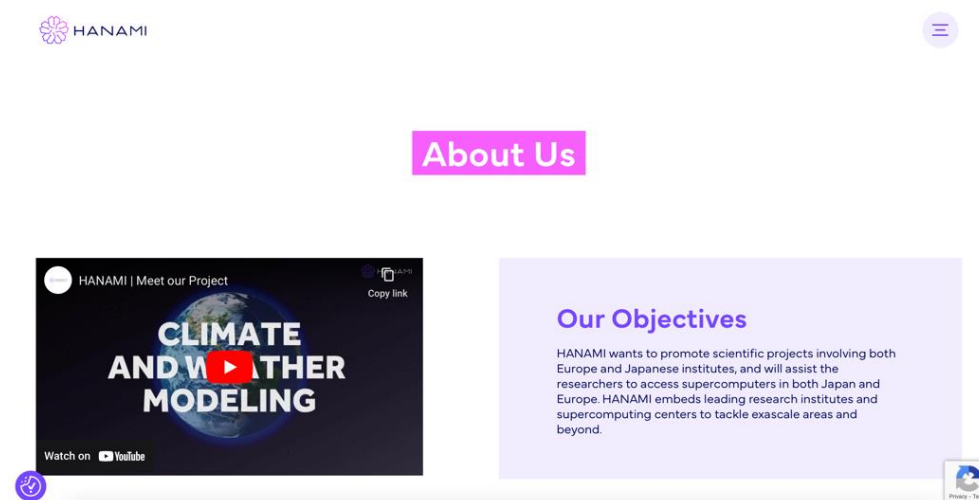 HANAMI
About Us
HANAMI | Meet our Project
Copy link
CLIMATE
AND WEATHER
MODELING
Watch on YouTube
Our Objectives
HANAMI wants to promote scientific projects involving both
Europe and Japanese institutes, and will assist the
researchers to access supercomputers in both Japan and
Europe. HANAMI embeds leading research institutes and
supercomputing centers to tackle exascale areas and
beyond.
Privacy